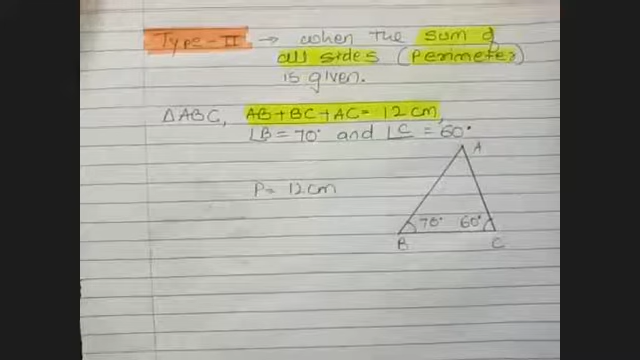 Type-II → when the sum of
all sides (Perimeter)
is given.
△ABC, AB+BC+AC= 12 cm,
∠B = 70° and ∠C = 60°
A
P= 12 cm
70° 60°
B C